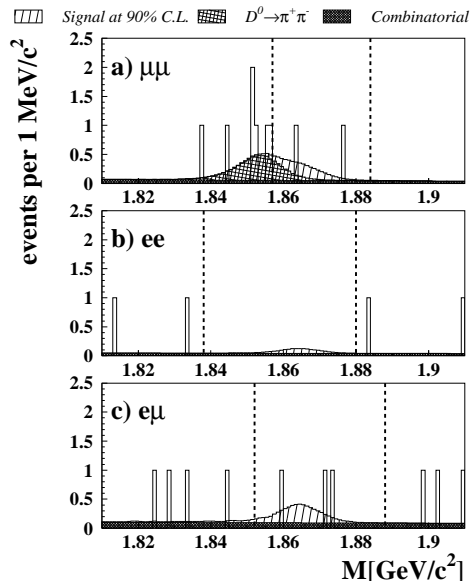 Signal at 90% C.L. D⁰→π⁺π⁻ Combinatorial
events per 1 MeV/c²
a) μμ
2.5
2
1.5
1
0.5
0
1.82 1.84 1.86 1.88 1.9
b) ee
2.5
2
1.5
1
0.5
0
1.82 1.84 1.86 1.88 1.9
c) eμ
2.5
2
1.5
1
0.5
0
1.82 1.84 1.86 1.88 1.9
M[GeV/c²]